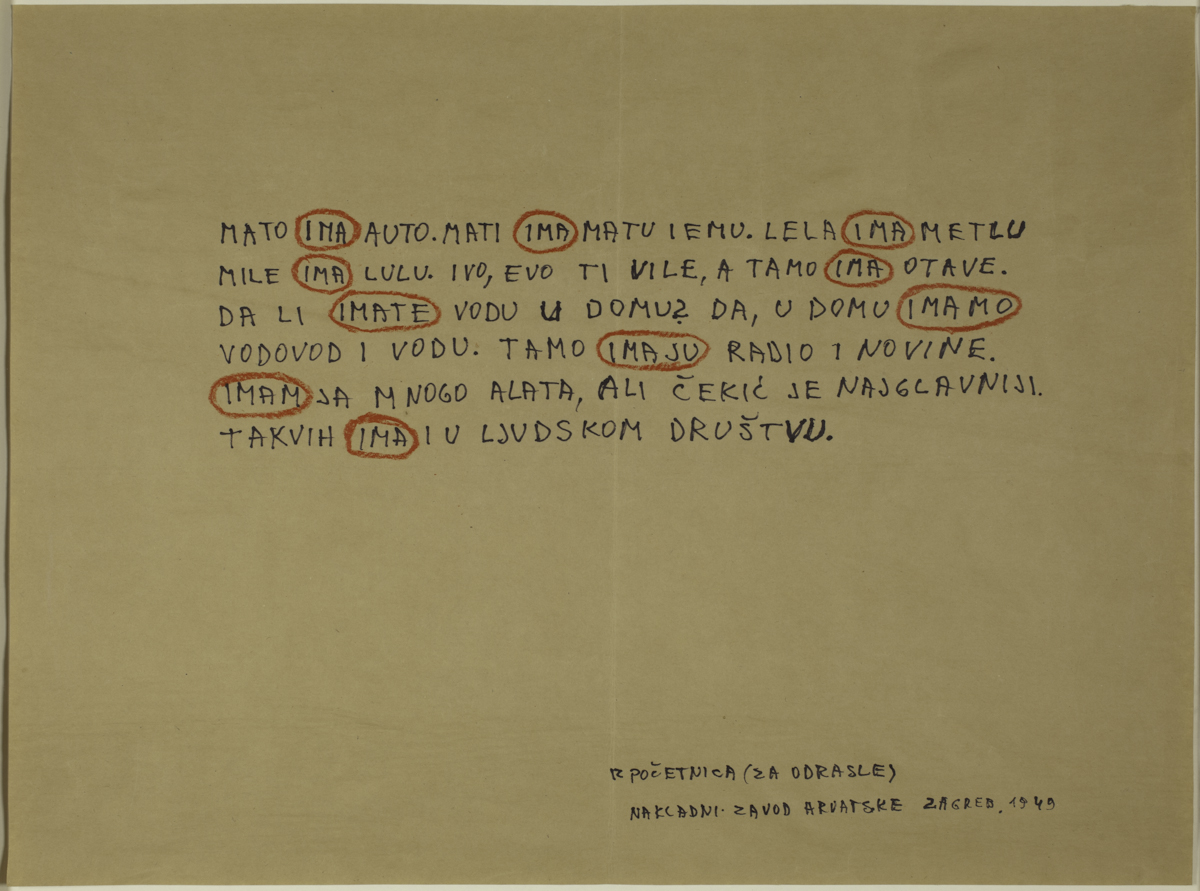 MATO IMA AUTO. MATI IMA MATU I EMU. LELA IMA METLU
MILE IMA LULU. IVO, EVO TI VILE, A TAMO IMA OTAVE.
DA LI IMATE VODU U DOMU? DA, U DOMU IMAMO
VODOVOD I VODU. TAMO IMAJU RADIO I NOVINE.
IMAM JA MNOGO ALATA, ALI ČEKIĆ JE NAJGLAVNIJI.
TAKVIH IMA I U LJUDSKOM DRUŠTVU.
IZ POČETNICA (ZA ODRASLE)
NAKLADNI ZAVOD HRVATSKE ZAGREB. 1949